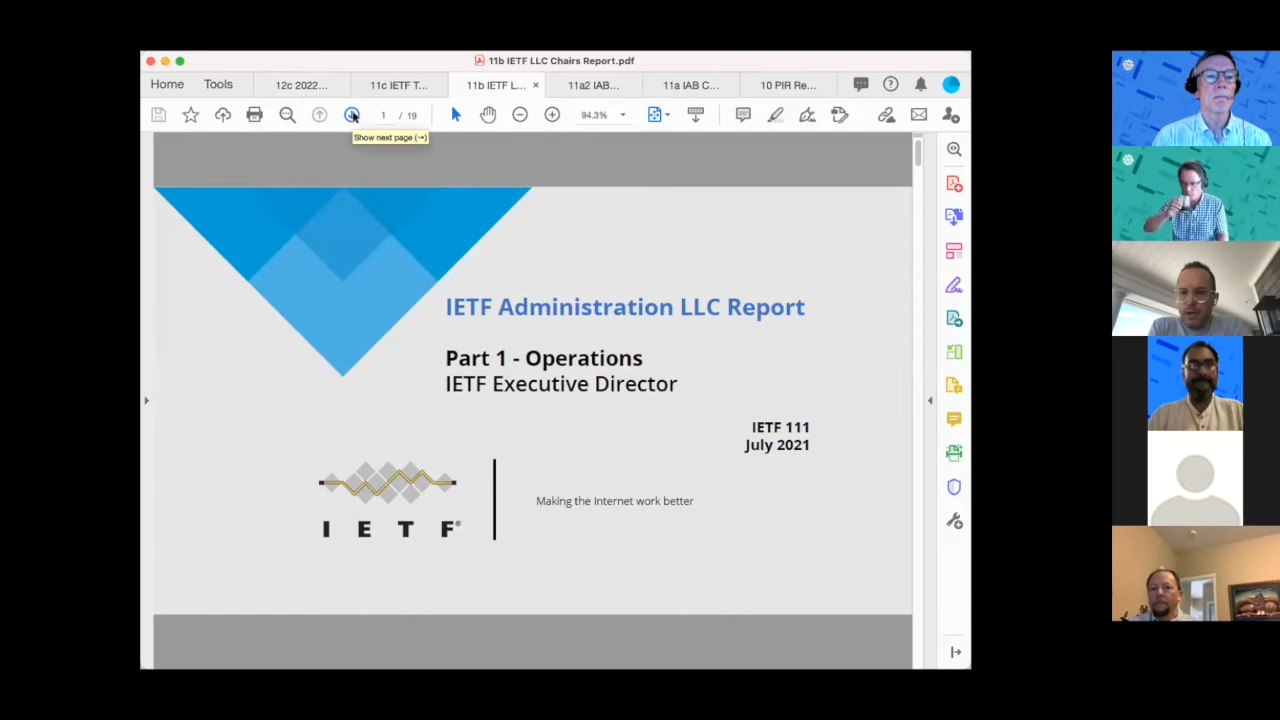 11b IETF LLC Chairs Report.pdf
Home Tools 12c 2022... 11c IETF T... 11b IETF L... × 11a2 IAB... 11a IAB C... 10 PIR Re...
1 / 19 94.3%
Show next page (→)
IETF Administration LLC Report
Part 1 - Operations
IETF Executive Director
IETF 111
July 2021
I E T F®
Making the Internet work better